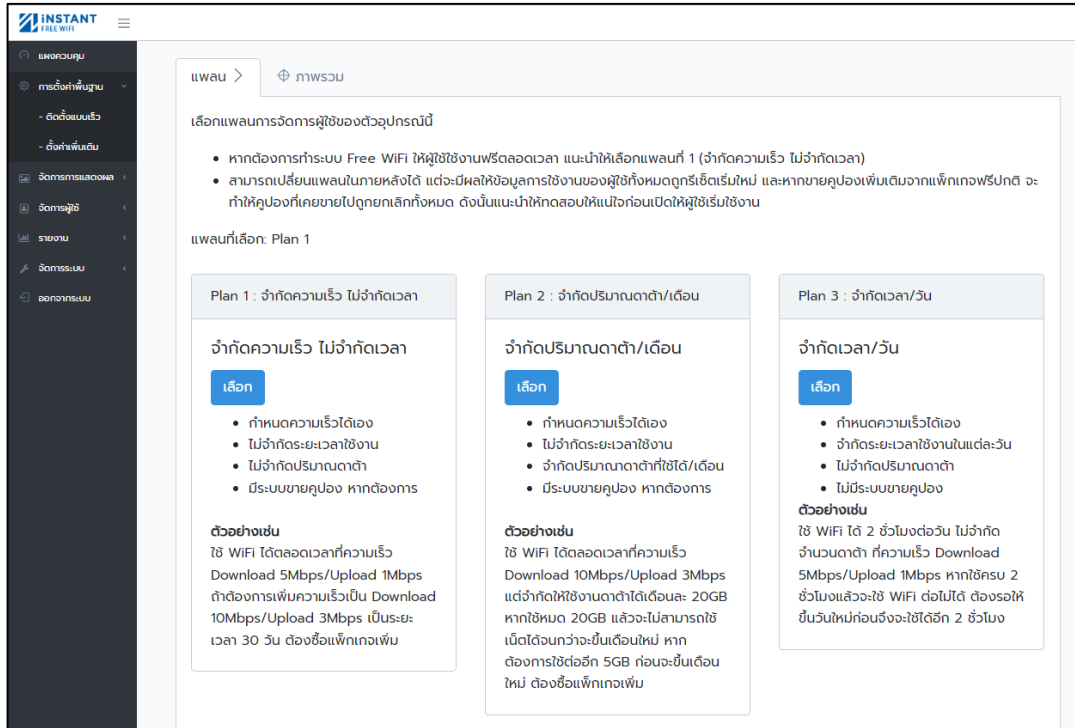 INSTANT
FREE WIFI
แผงควบคุม
การตั้งค่าพื้นฐาน
- ติดตั้งแบบเร็ว
- ตั้งค่าเพิ่มเติม
จัดการการแสดงผล
จัดการผู้ใช้
รายงาน
จัดการระบบ
ออกจากระบบ
แพลน
ภาพรวม
เลือกแพลนการจัดการผู้ใช้ของตัวอุปกรณ์นี้
• หากต้องการทำระบบ Free WiFi ให้ผู้ใช้ใช้งานฟรีตลอดเวลา แนะนำให้เลือกแพลนที่ 1 (จำกัดความเร็ว ไม่จำกัดเวลา)
• สามารถเปลี่ยนแพลนในภายหลังได้ แต่จะมีผลให้ข้อมูลการใช้งานของผู้ใช้ทั้งหมดถูกรีเซ็ตเริ่มใหม่ และหากขายคูปองเพิ่มเติมจากแพ็กเกจฟรีปกติ จะ
ทำให้คูปองที่เคยขายไปถูกยกเลิกทั้งหมด ดังนั้นแนะนำให้ทดสอบให้แน่ใจก่อนเปิดให้ผู้ใช้เริ่มใช้งาน
แพลนที่เลือก: Plan 1
Plan 1 : จำกัดความเร็ว ไม่จำกัดเวลา
จำกัดความเร็ว ไม่จำกัดเวลา
เลือก
• กำหนดความเร็วได้เอง
• ไม่จำกัดระยะเวลาใช้งาน
• ไม่จำกัดปริมาณดาต้า
• มีระบบขายคูปอง หากต้องการ
ตัวอย่างเช่น
ใช้ WiFi ได้ตลอดเวลาที่ความเร็ว
Download 5Mbps/Upload 1Mbps
ถ้าต้องการเพิ่มความเร็วเป็น Download
10Mbps/Upload 3Mbps เป็นระยะ
เวลา 30 วัน ต้องซื้อแพ็กเกจเพิ่ม
Plan 2 : จำกัดปริมาณดาต้า/เดือน
จำกัดปริมาณดาต้า/เดือน
เลือก
• กำหนดความเร็วได้เอง
• ไม่จำกัดระยะเวลาใช้งาน
• จำกัดปริมาณาดาต้าที่ใช้ได้/เดือน
• มีระบบขายคูปอง หากต้องการ
ตัวอย่างเช่น
ใช้ WiFi ได้ตลอดเวลาที่ความเร็ว
Download 10Mbps/Upload 3Mbps
แต่จำกัดให้ใช้งานดาต้าได้เดือนละ 20GB
หากใช้หมด 20GB แล้วจะไม่สามารถใช้
เน็ตได้จนกว่าจะขึ้นเดือนใหม่ หาก
ต้องการใช้ต่ออีก 5GB ก่อนจะขึ้นเดือน
ใหม่ ต้องซื้อแพ็กเกจเพิ่ม
Plan 3 : จำกัดเวลา/วัน
จำกัดเวลา/วัน
เลือก
• กำหนดความเร็วได้เอง
• จำกัดระยะเวลาใช้งานในแต่ละวัน
• ไม่จำกัดปริมาณดาต้า
• ไม่มีระบบขายคูปอง
ตัวอย่างเช่น
ใช้ WiFi ได้ 2 ชั่วโมงต่อวัน ไม่จำกัด
จำนวนดาต้า ที่ความเร็ว Download
5Mbps/Upload 1Mbps หากใช้ครบ 2
ชั่วโมงแล้วจะใช้ WiFi ต่อไม่ได้ ต้องรอให้
ขึ้นวันใหม่ก่อนจึงจะใช้ได้อีก 2 ชั่วโมง